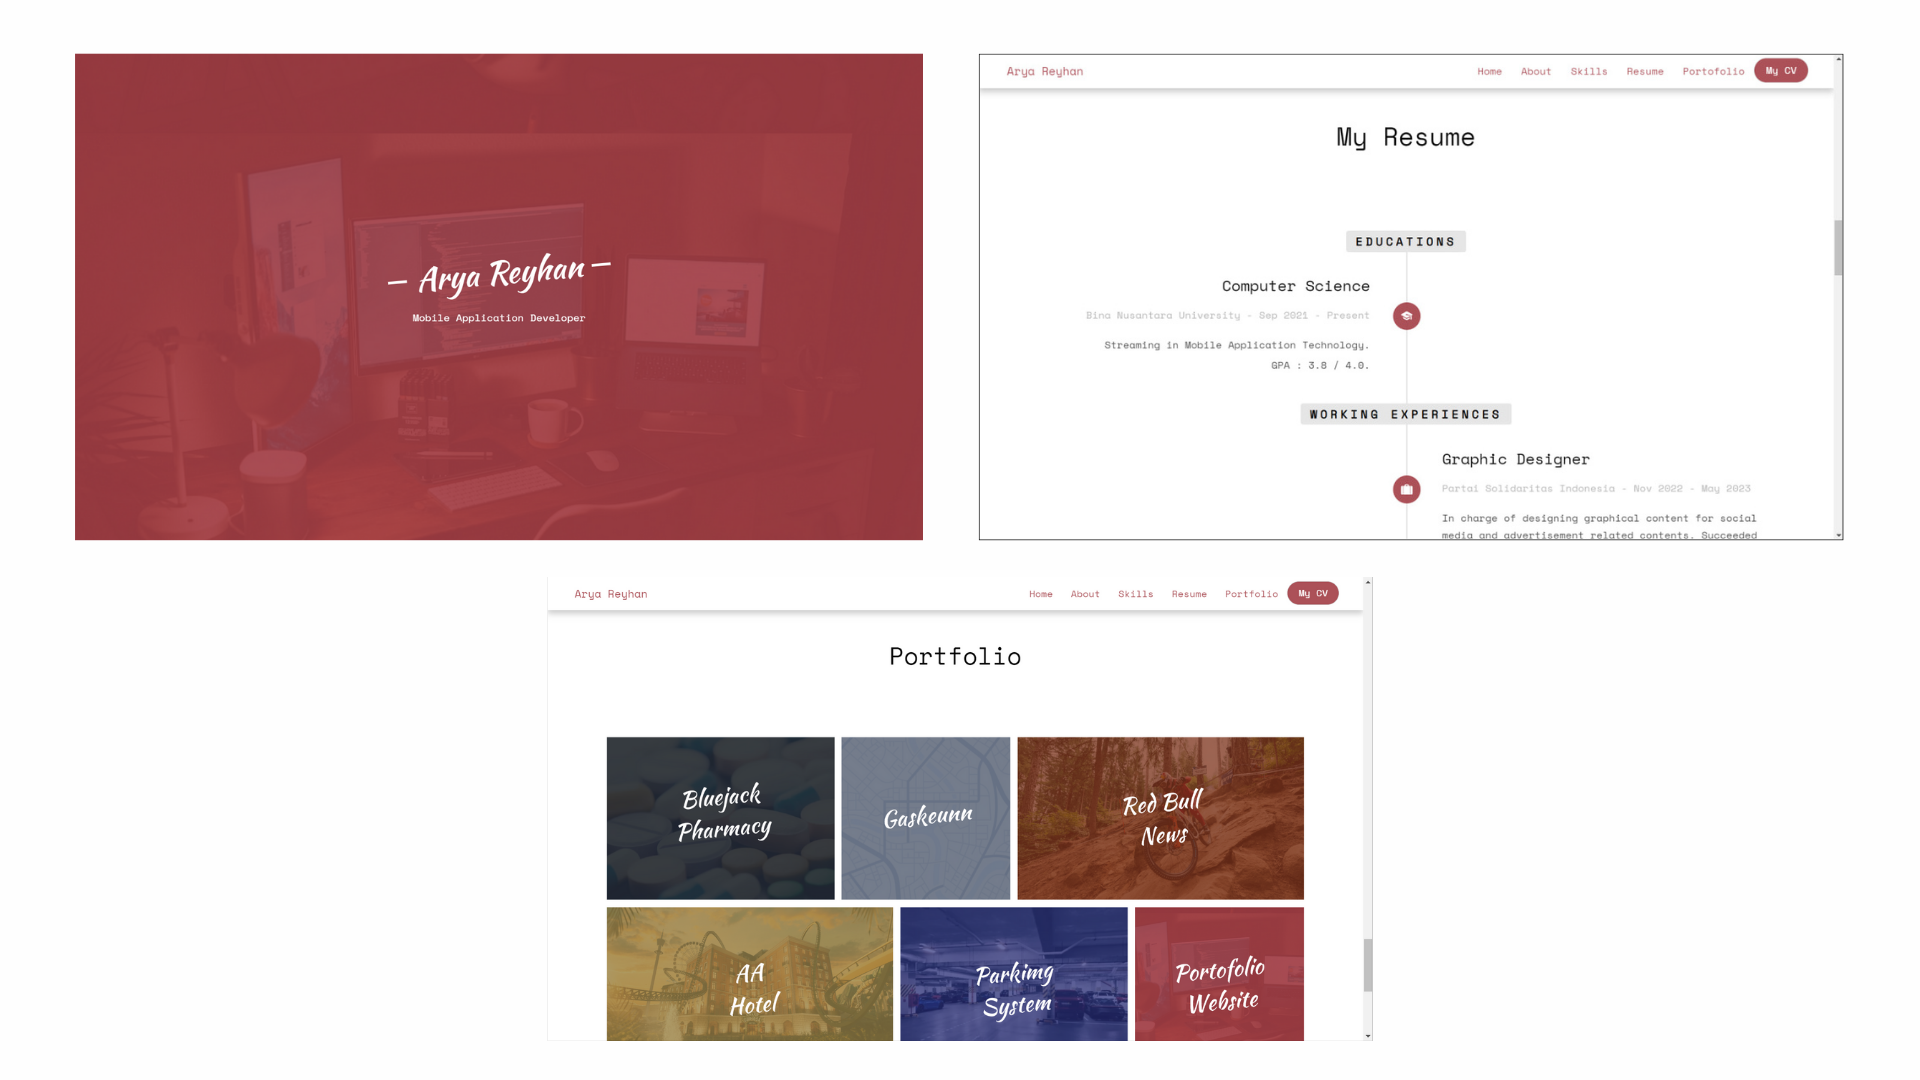 — Arya Reyhan —
Mobile Application Developer
Arya Reyhan
Home About Skills Resume Portofolio My CV
My Resume
EDUCATIONS
Computer Science
Bina Nusantara University - Sep 2021 - Present
Streaming in Mobile Application Technology.
GPA : 3.8 / 4.0.
WORKING EXPERIENCES
Graphic Designer
Partai Solidaritas Indonesia - Nov 2022 - May 2023
In charge of designing graphical content for social
media and advertisement related contents. Succeeded
Arya Reyhan
Home About Skills Resume Portfolio My CV
Portfolio
Bluejack
Pharmacy
Gaskeunn
Red Bull
News
AA
Hotel
Parkimg
System
Portofolio
Website